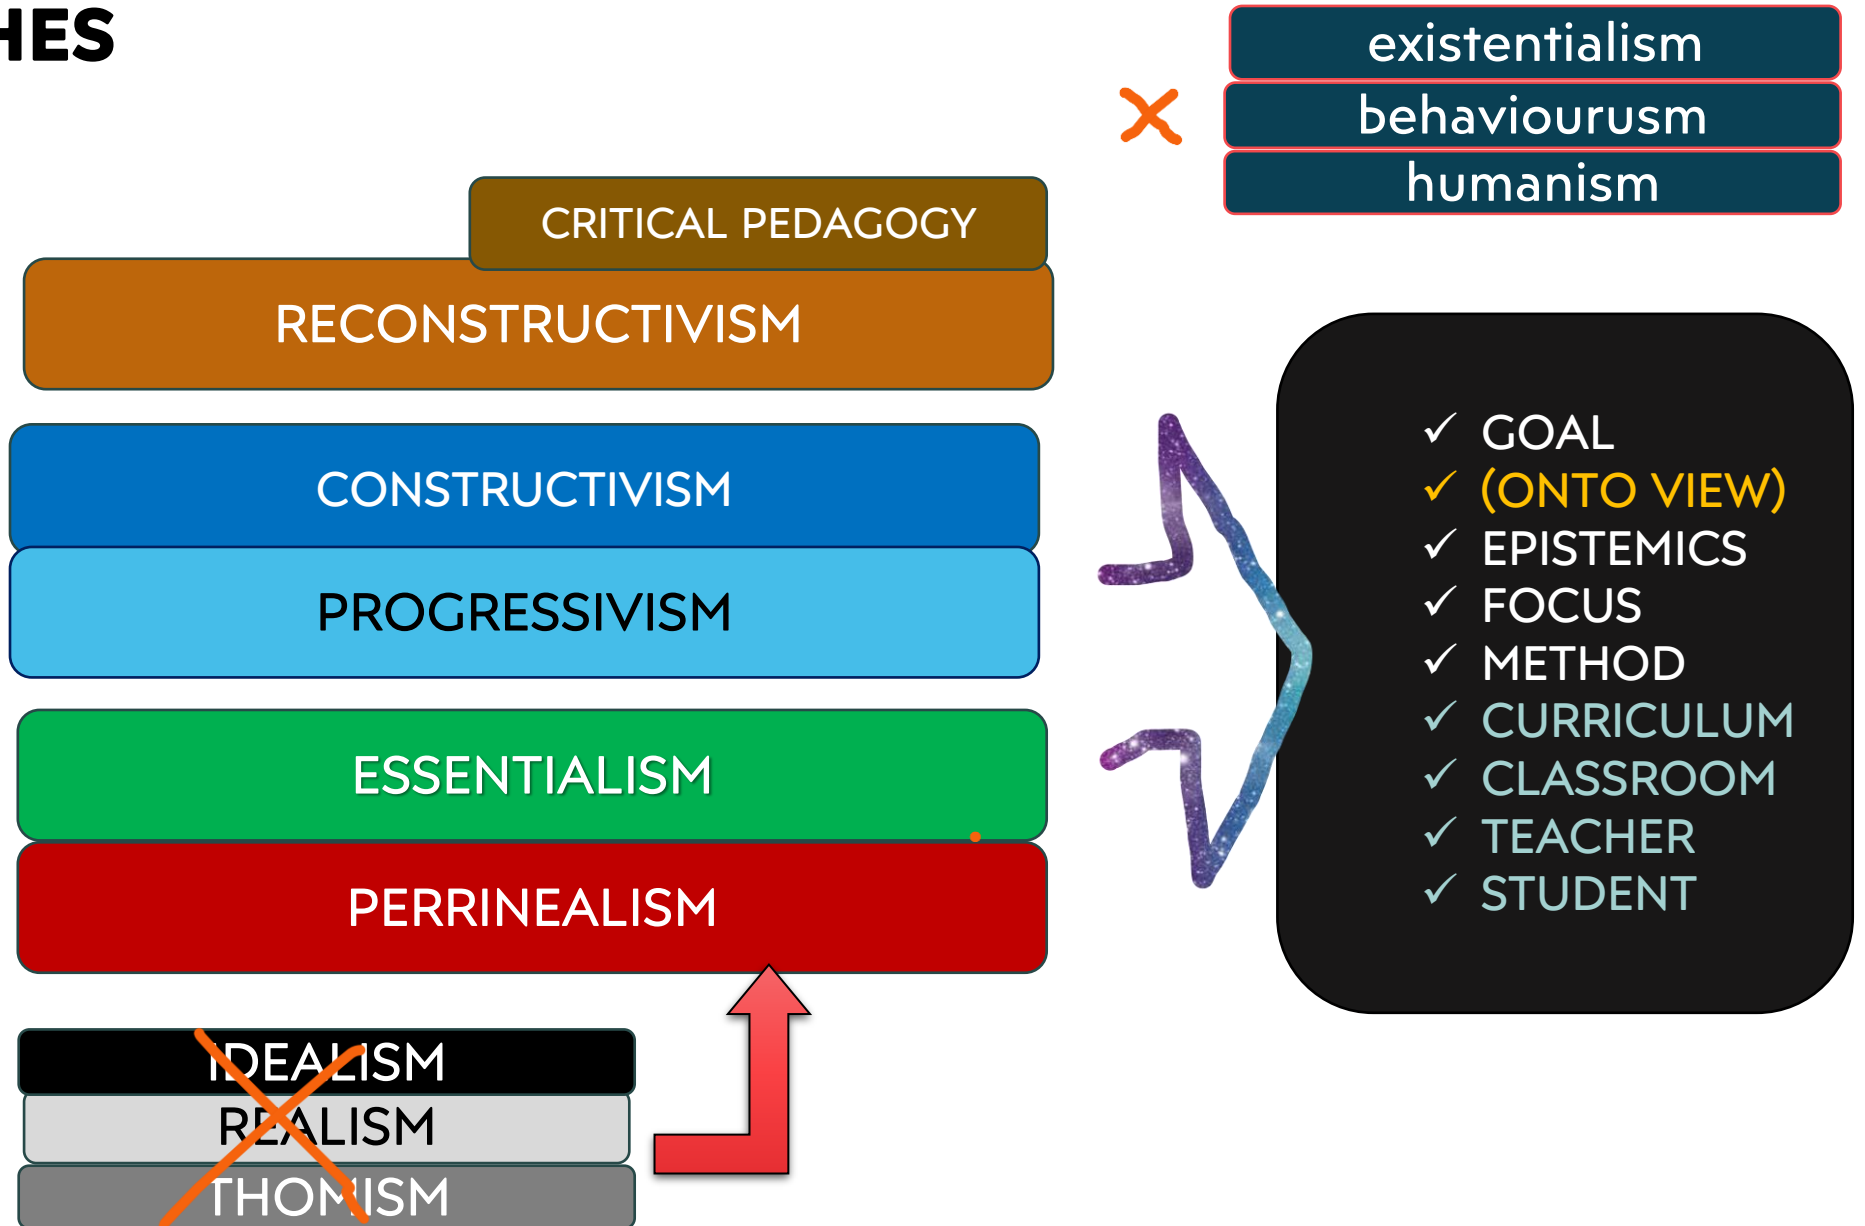 HES
existentialism
behaviourusm
humanism
CRITICAL PEDAGOGY
RECONSTRUCTIVISM
CONSTRUCTIVISM
PROGRESSIVISM
ESSENTIALISM
PERRINEALISM
IDEALISM
REALISM
THOMISM
✓ GOAL
✓ (ONTO VIEW)
✓ EPISTEMICS
✓ FOCUS
✓ METHOD
✓ CURRICULUM
✓ CLASSROOM
✓ TEACHER
✓ STUDENT